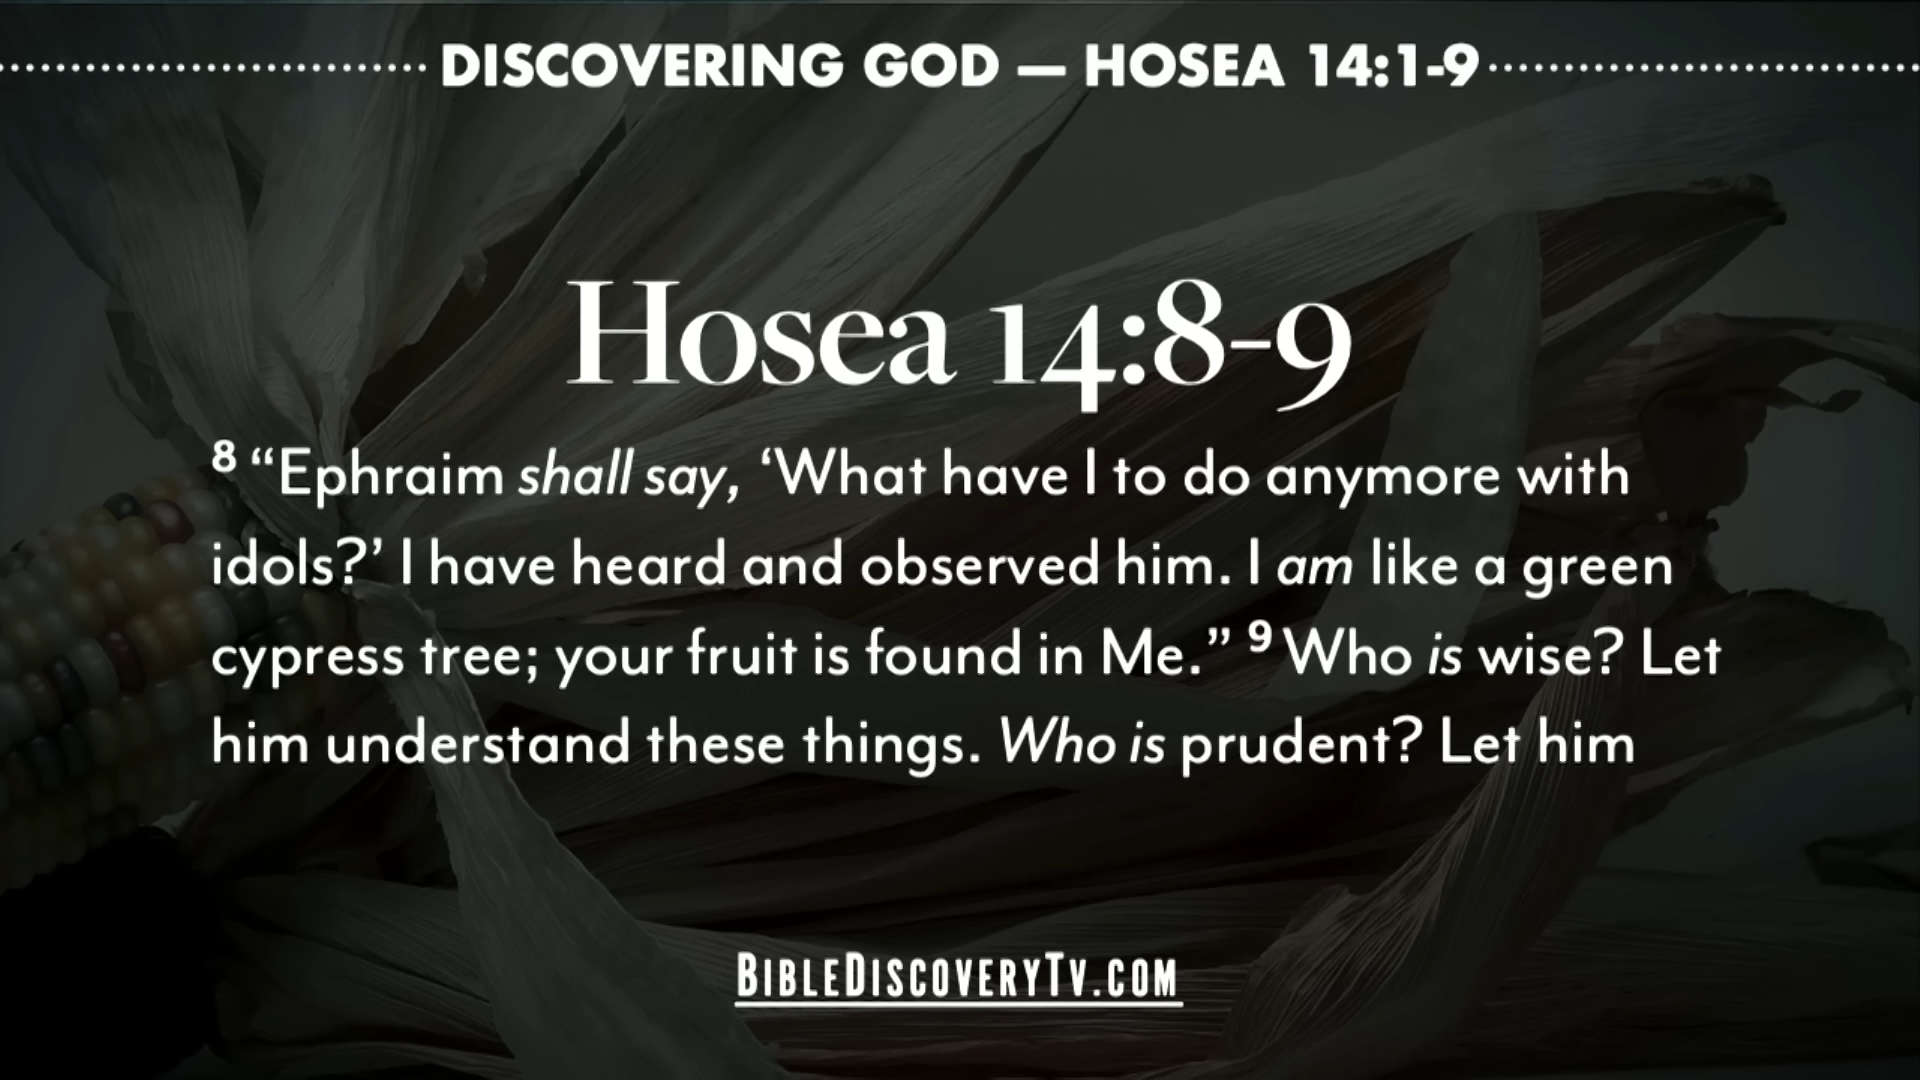 DISCOVERING GOD — HOSEA 14:1-9
Hosea 14:8-9
8 “Ephraim shall say, ‘What have I to do anymore with
idols?’ I have heard and observed him. I am like a green
cypress tree; your fruit is found in Me.” 9 Who is wise? Let
him understand these things. Who is prudent? Let him
BIBLEDISCOVERYTV.COM